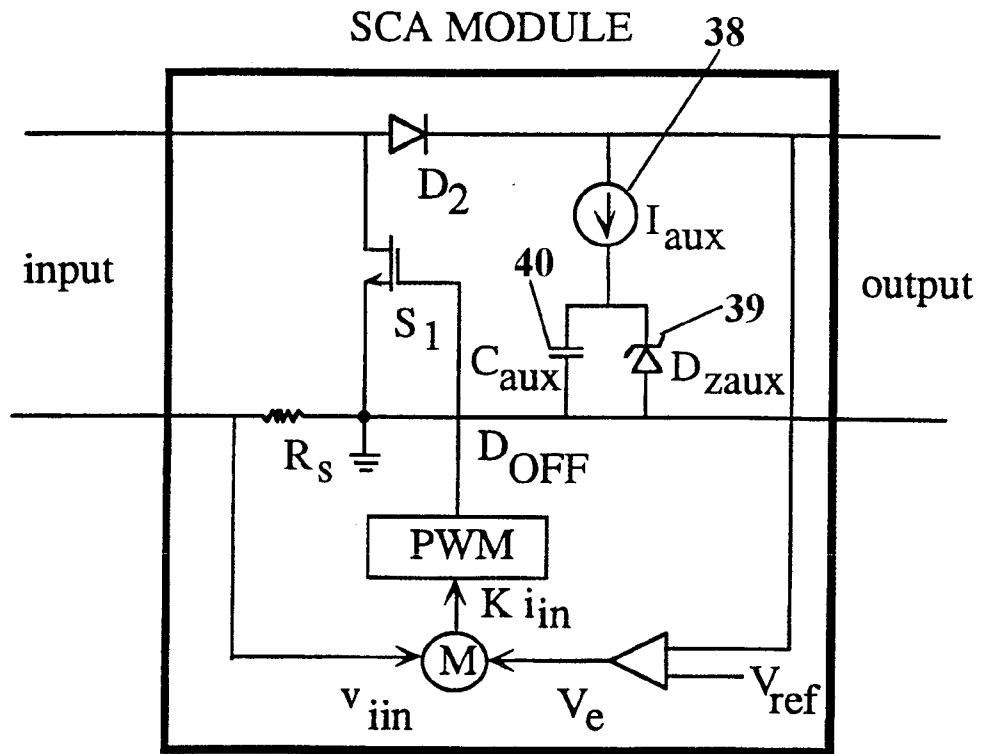 SCA MODULE
38
D2
Iaux
input
40
output
S1
39
Caux
Dzaux
Rs
DOFF
PWM
K iin
M
viin
Ve
Vref